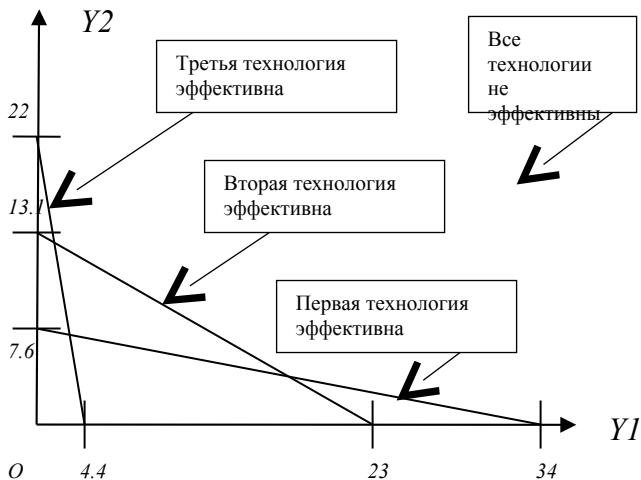 Y2
Третья технология
эффективна
Все
технологии
не
эффективны
22
Вторая технология
эффективна
13.1
Первая технология
эффективна
7.6
Y1
O 4.4 23 34